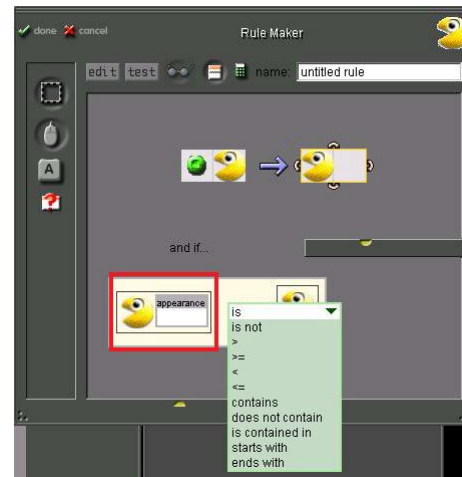 done cancel Rule Maker
edit test name: untitled rule
A
?
and if...
appearance
is
is not
>
>=
<
<=
contains
does not contain
is contained in
starts with
ends with